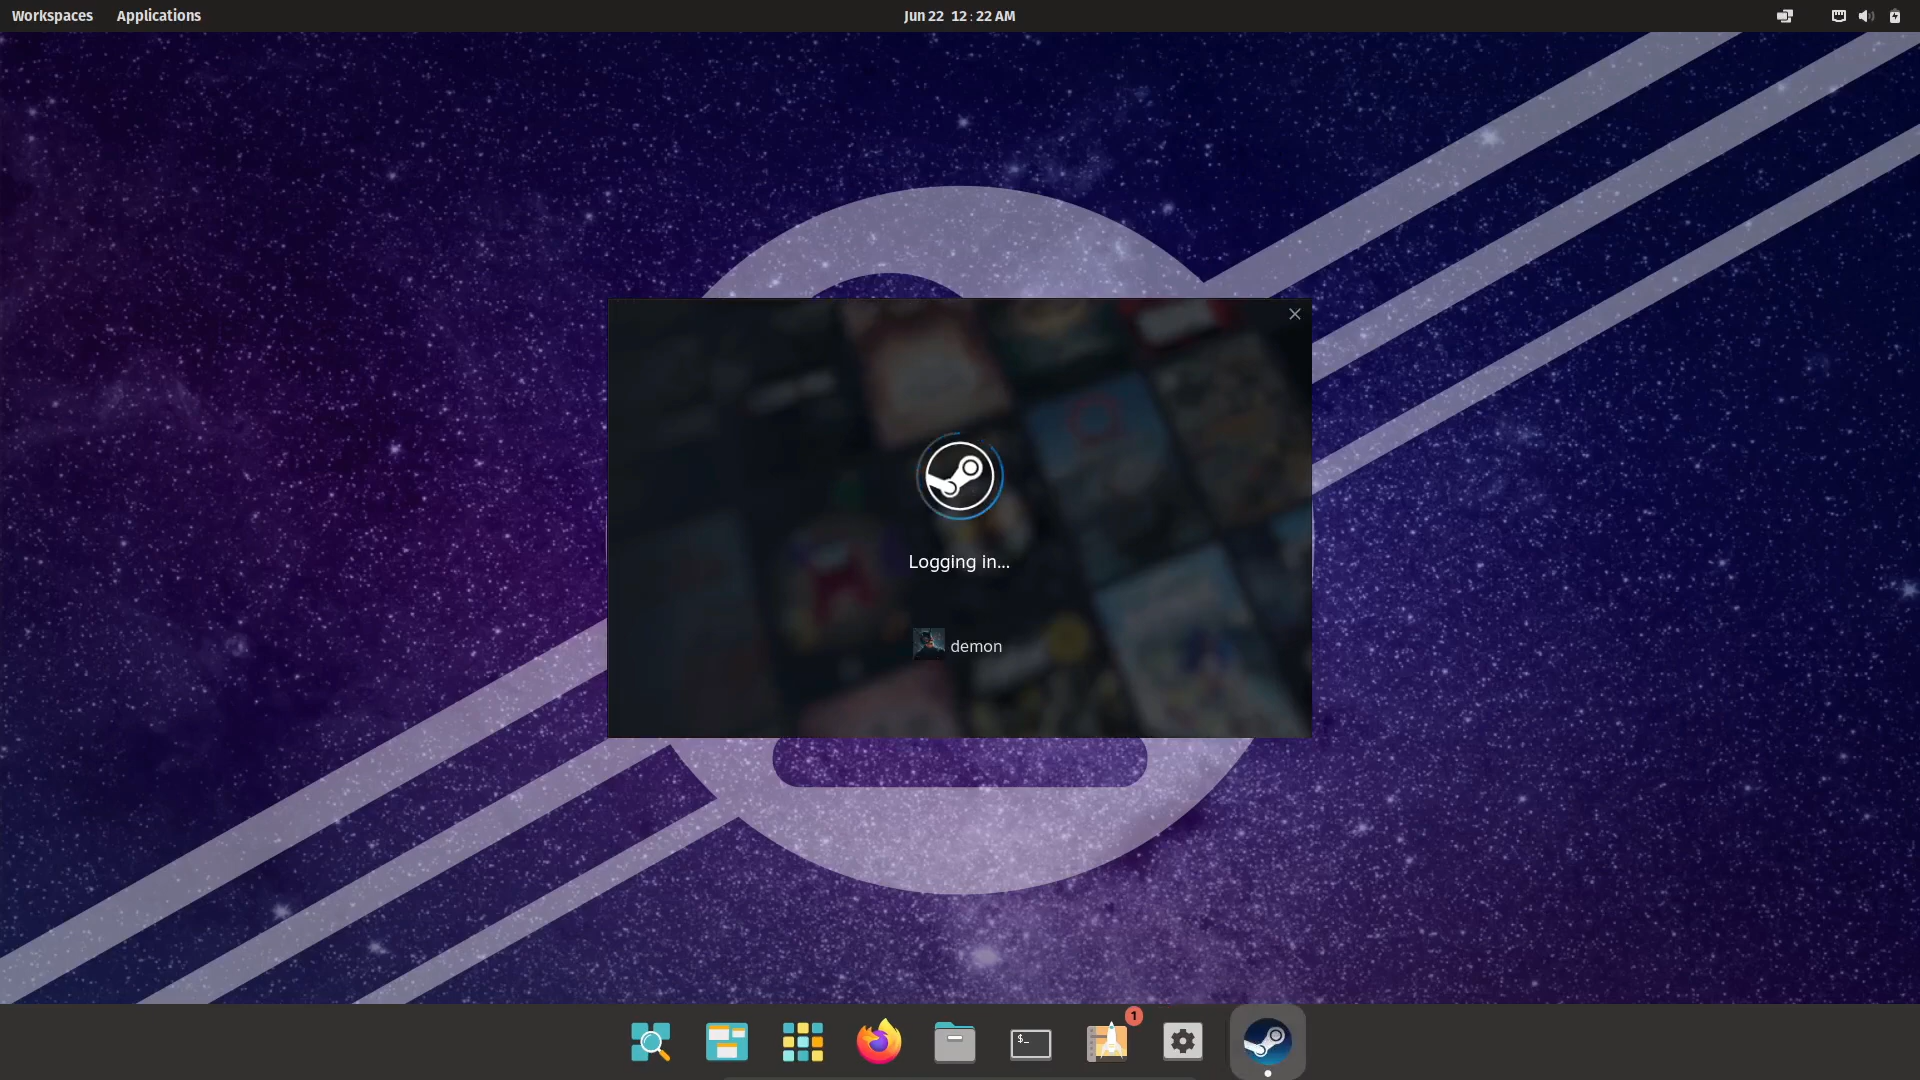 Workspaces Applications Jun 22 12:22 AM
Logging in...
demon
$_
1